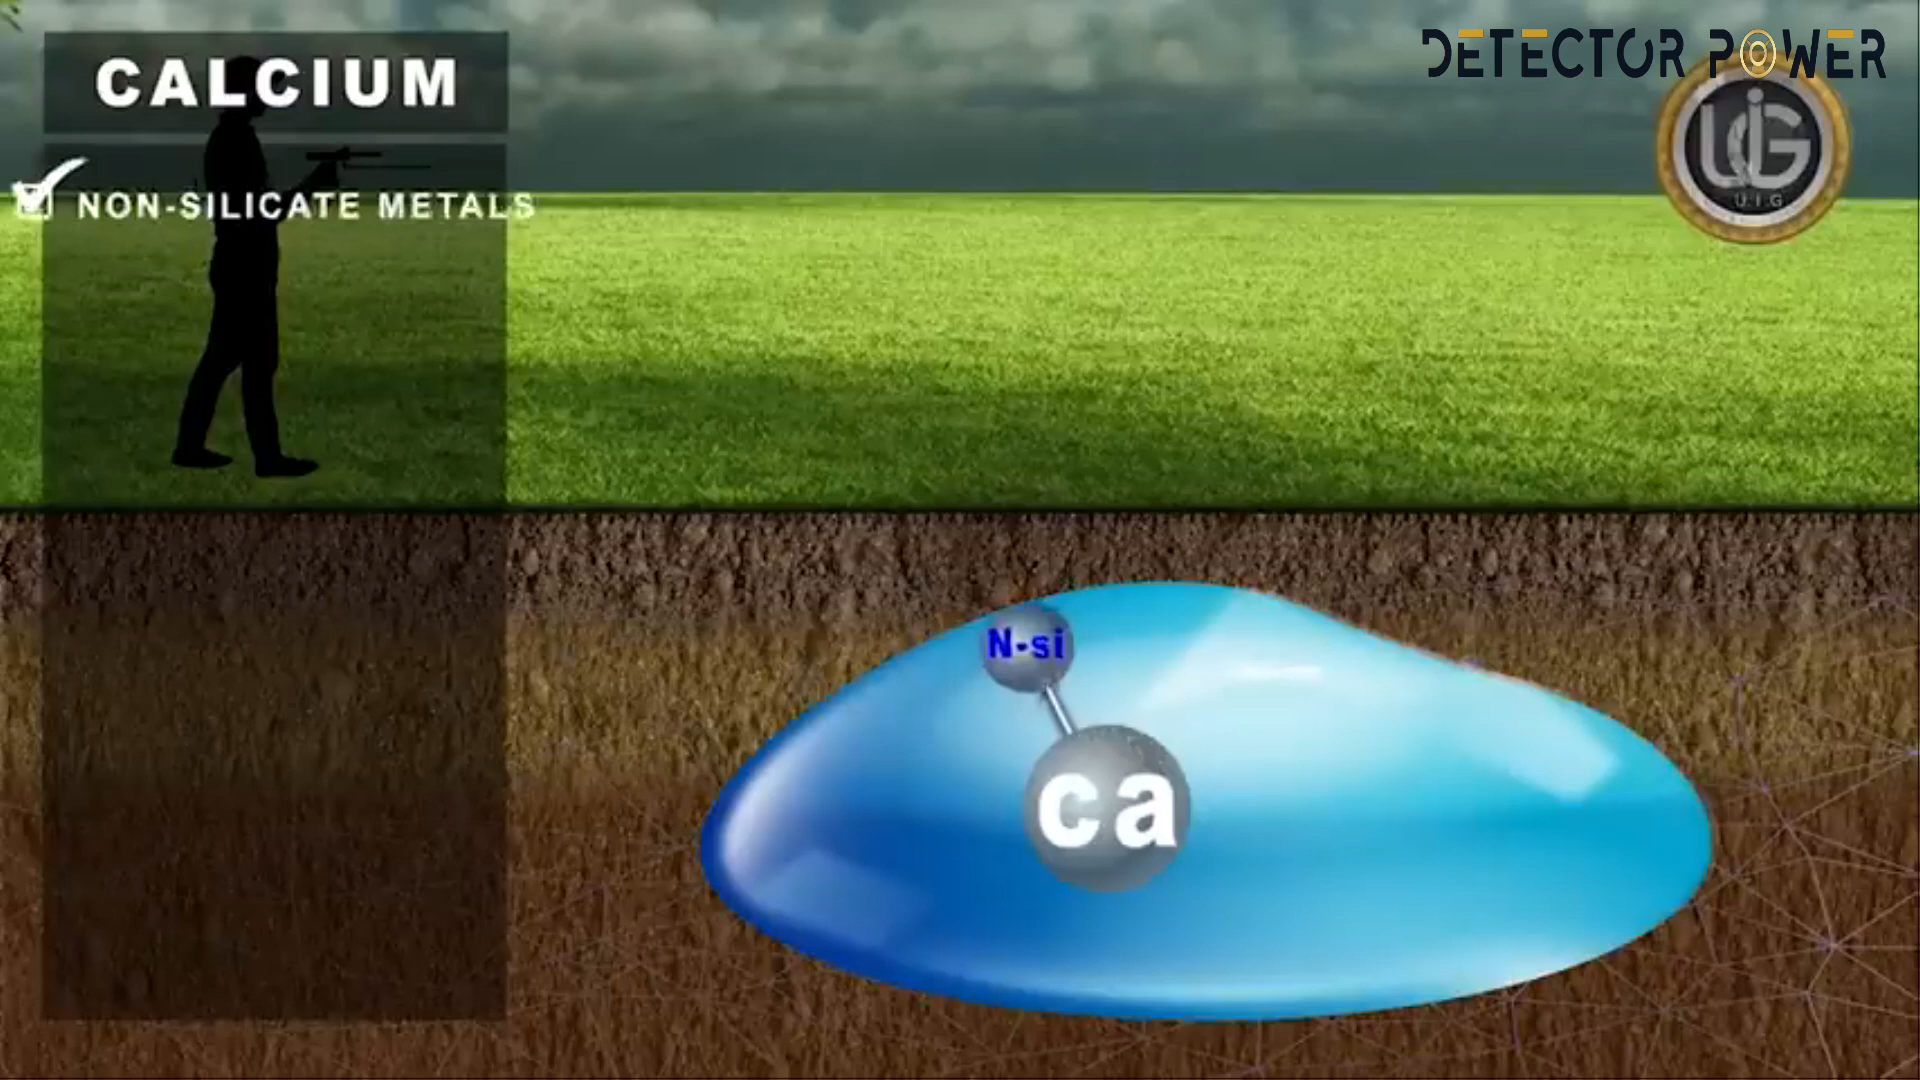 DETECTOR POWER
CALCIUM
UIG
U.I.G
NON-SILICATE METALS
N-si
ca